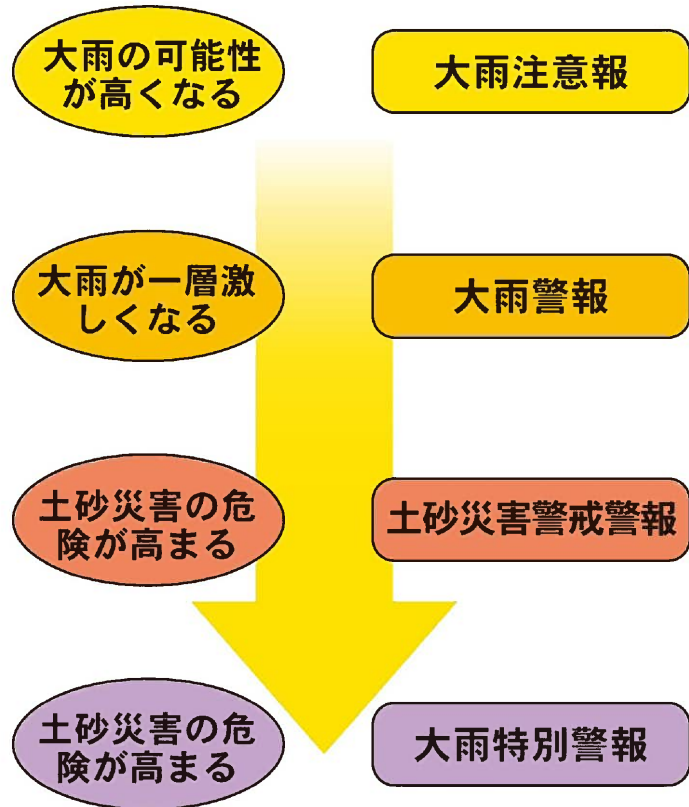 大雨の可能性
が高くなる
大雨注意報
大雨が一層激
しくなる
大雨警報
土砂災害の危
険が高まる
土砂災害警戒警報
土砂災害の危
険が高まる
大雨特別警報